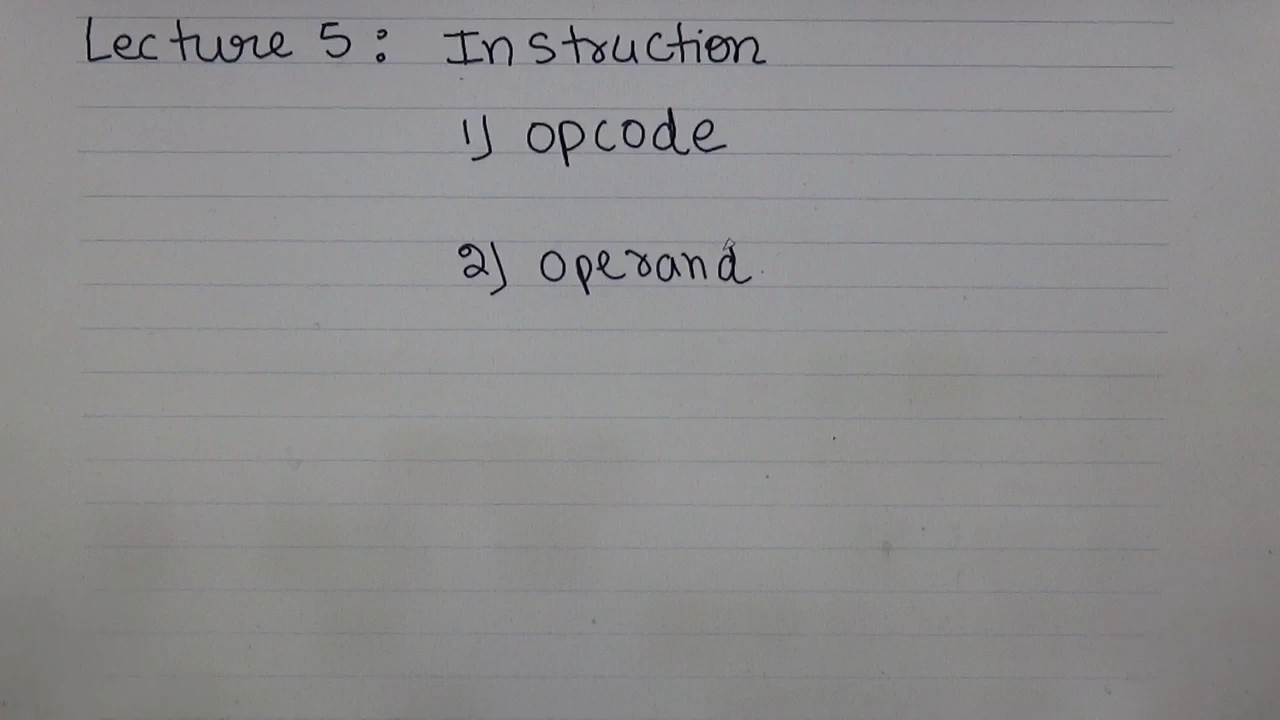 Lecture 5: Instruction
1) opcode
2) operand